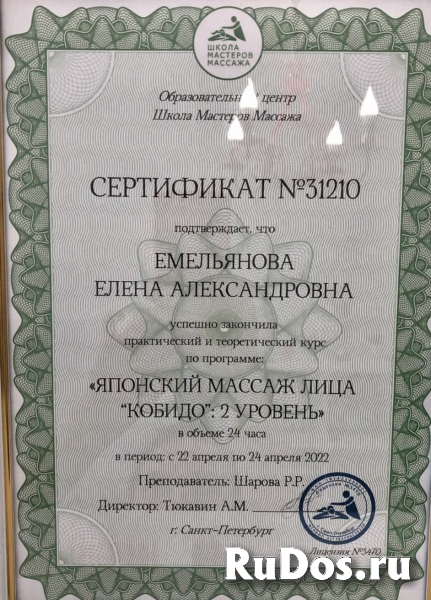 ШКОЛА
МАСТЕРОВ
МАССАЖА
Образовательный центр
Школа Мастеров Массажа
СЕРТИФИКАТ №31210
подтверждает, что
ЕМЕЛЬЯНОВА
ЕЛЕНА АЛЕКСАНДРОВНА
успешно закончила
практический и теоретический курс
по программе:
«ЯПОНСКИЙ МАССАЖ ЛИЦА
"КОБИДО": 2 УРОВЕНЬ»
в объеме 24 часа
в период: с 22 апреля по 24 апреля 2022
Преподаватель: Шарова Р.Р.
Директор: Тюкавин А.М.
г. Санкт-Петербург
Лицензия №3470
RuDos.ru